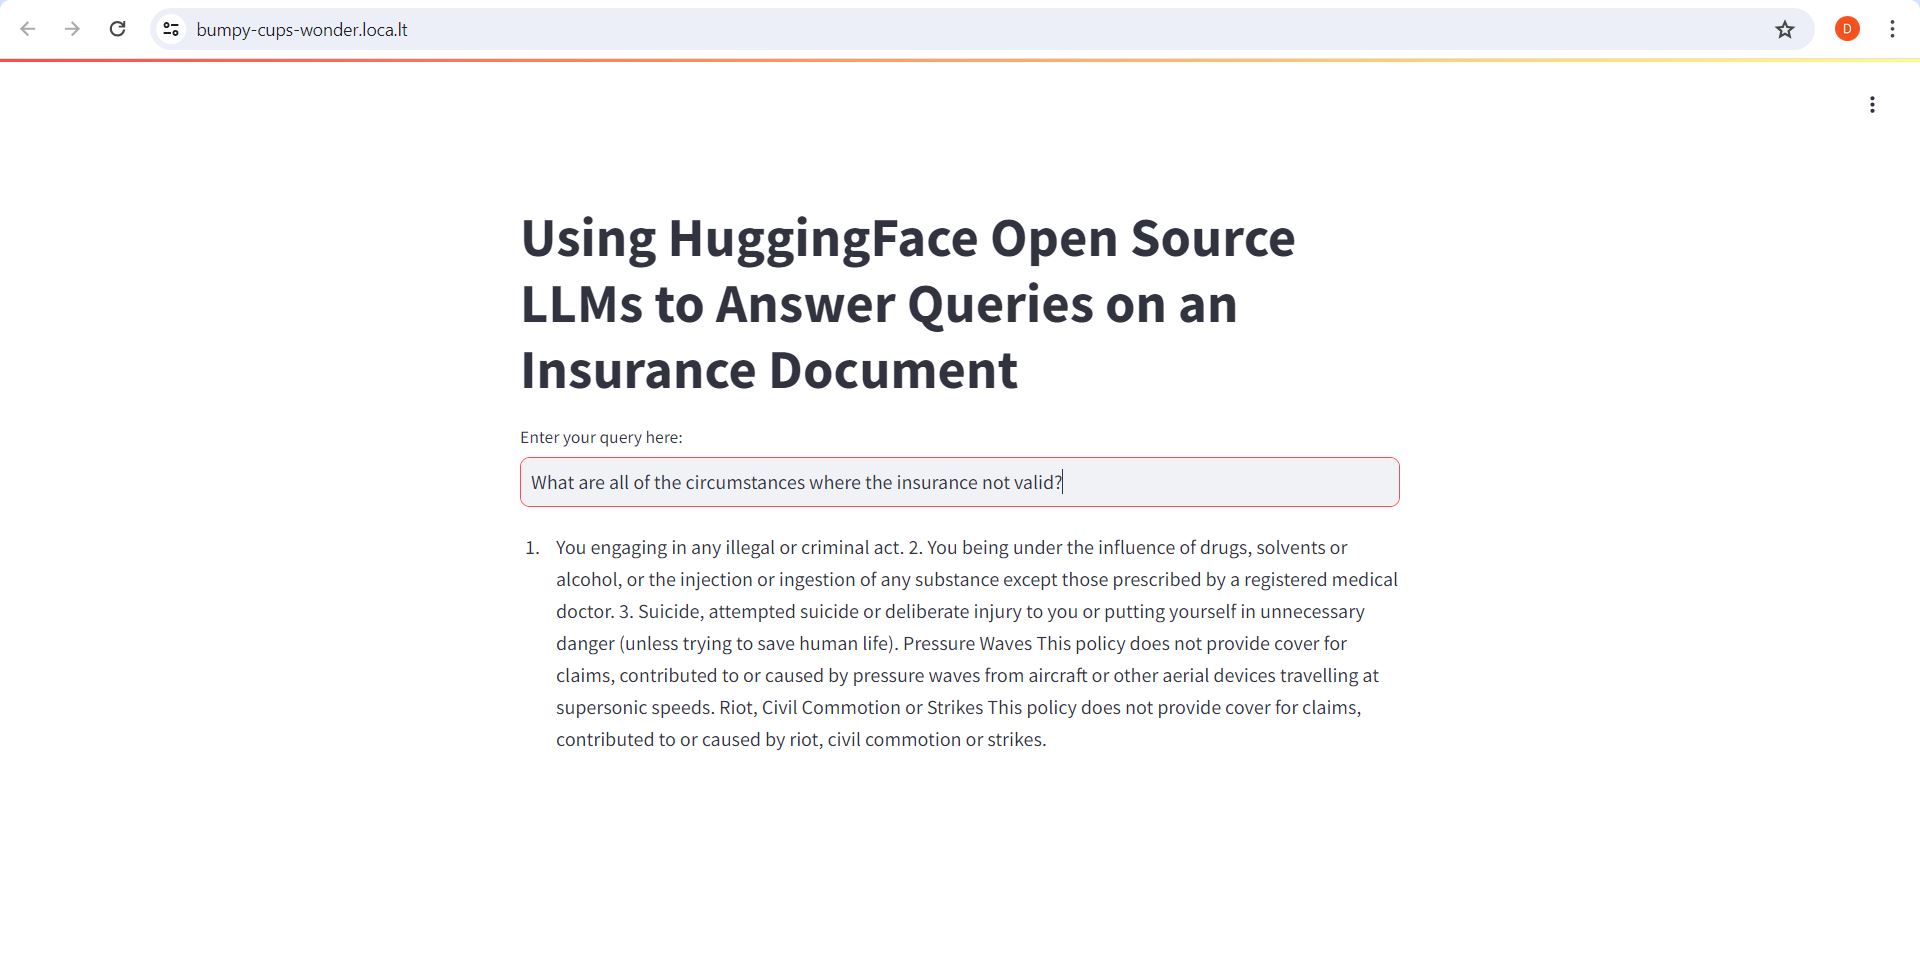 bumpy-cups-wonder.loca.lt
D
Using HuggingFace Open Source
LLMs to Answer Queries on an
Insurance Document
Enter your query here:
What are all of the circumstances where the insurance not valid?
1. You engaging in any illegal or criminal act. 2. You being under the influence of drugs, solvents or
alcohol, or the injection or ingestion of any substance except those prescribed by a registered medical
doctor. 3. Suicide, attempted suicide or deliberate injury to you or putting yourself in unnecessary
danger (unless trying to save human life). Pressure Waves This policy does not provide cover for
claims, contributed to or caused by pressure waves from aircraft or other aerial devices travelling at
supersonic speeds. Riot, Civil Commotion or Strikes This policy does not provide cover for claims,
contributed to or caused by riot, civil commotion or strikes.